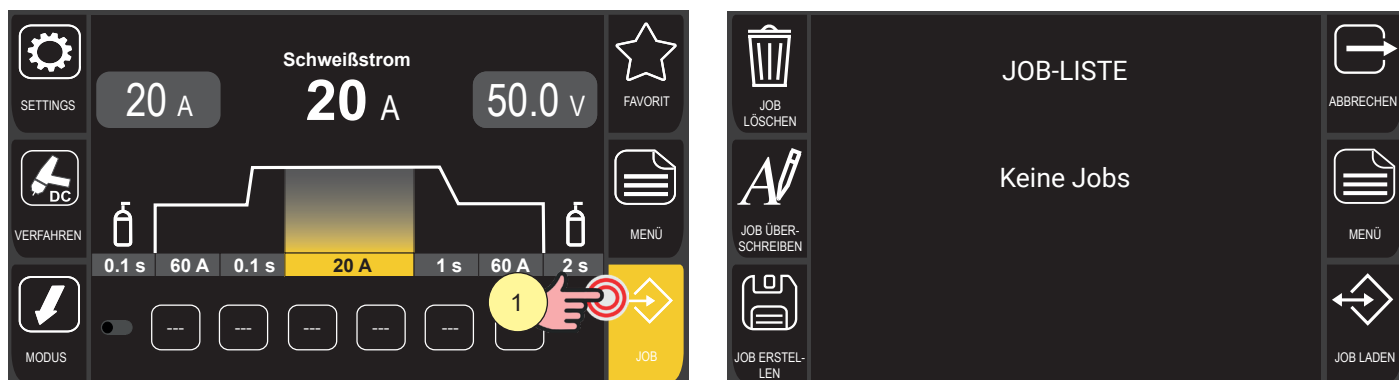 Schweißstrom
SETTINGS
20 A
20 A
50.0 V
FAVORIT
DC
VERFAHREN
MENÜ
0.1 s 60 A 0.1 s 20 A 1 s 60 A 2 s
1
--- --- --- --- ---
MODUS
JOB
JOB-LISTE
JOB
LÖSCHEN
ABBRECHEN
Keine Jobs
A
JOB ÜBER-
SCHREIBEN
MENÜ
JOB ERSTEL-
LEN
JOB LADEN